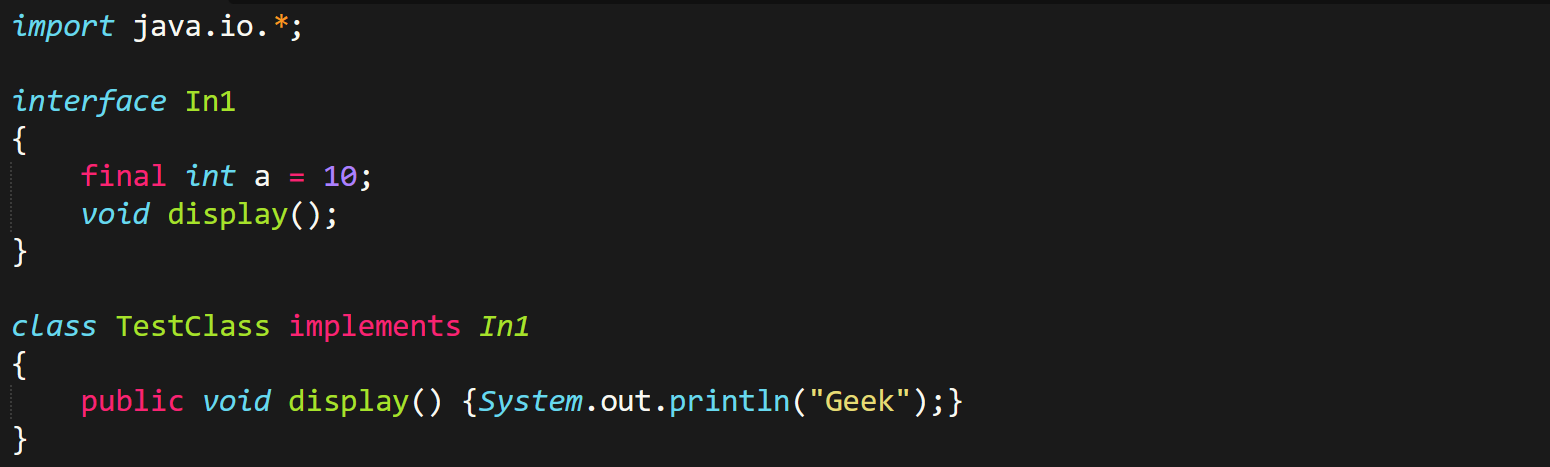 import java.io.*;
interface In1
{
    final int a = 10;
    void display();
}
class TestClass implements In1
{
    public void display() {System.out.println("Geek");}
}